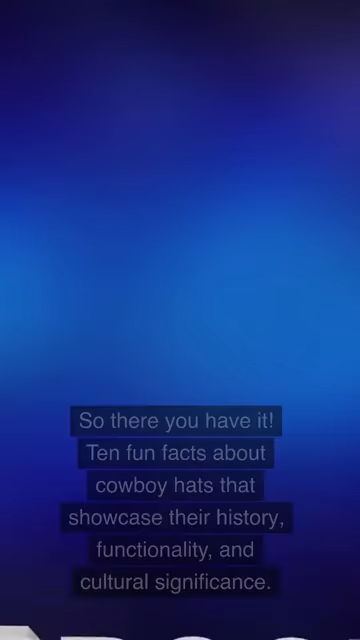 So there you have it!
Ten fun facts about
cowboy hats that
showcase their history,
functionality, and
cultural significance.